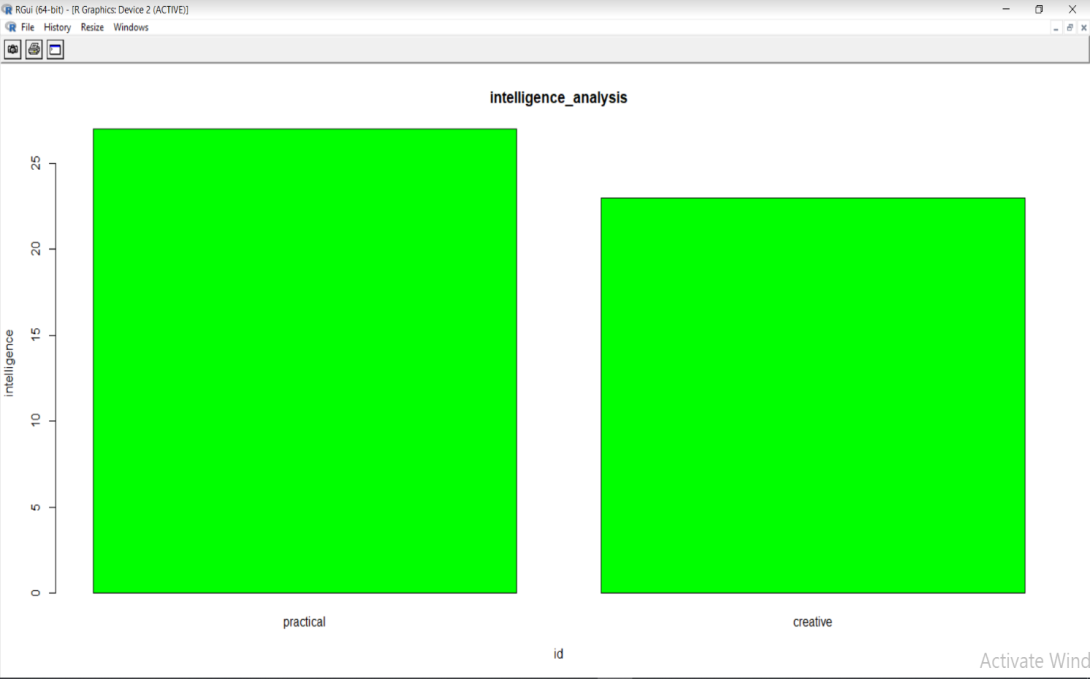 RGui (64-bit) - [R Graphics: Device 2 (ACTIVE)]
File History Resize Windows
intelligence_analysis
intelligence
25
20
15
10
5
0
practical creative
id
Activate Wind